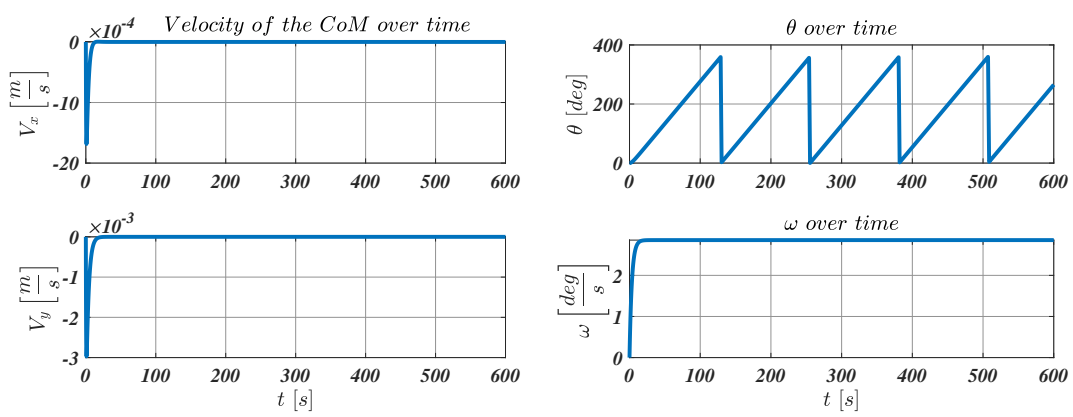 Velocity of the CoM over time
×10⁻⁴
0
-10
-20
V_x [m/s]
0 100 200 300 400 500 600
θ over time
400
200
0
θ [deg]
0 100 200 300 400 500 600
×10⁻³
0
-1
-2
-3
V_y [m/s]
0 100 200 300 400 500 600
t [s]
ω over time
2
1
0
ω [deg/s]
0 100 200 300 400 500 600
t [s]